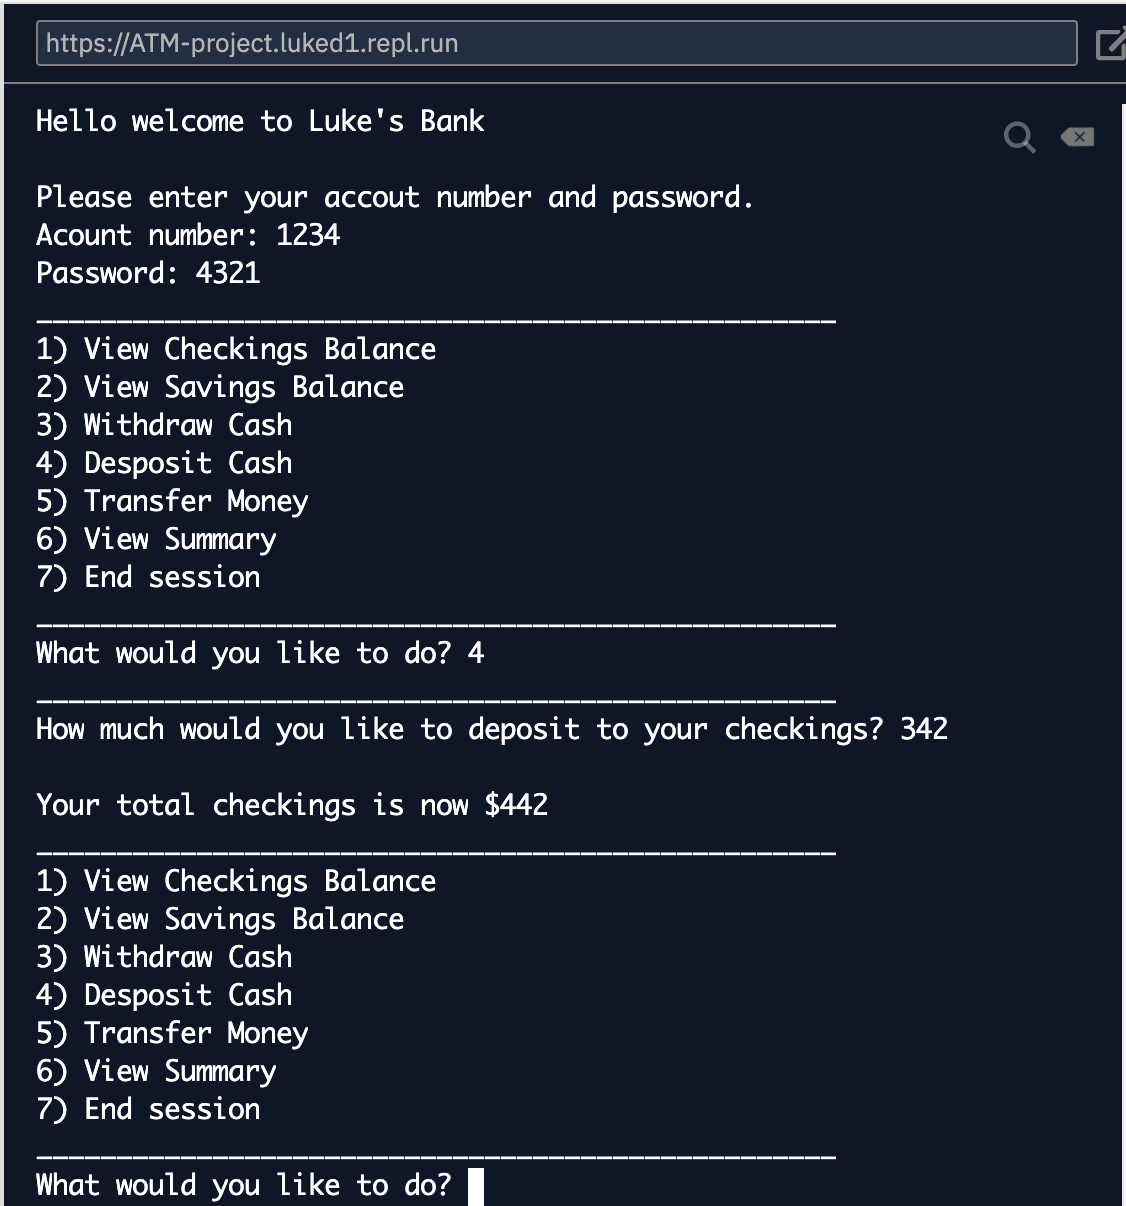 https://ATM-project.luked1.repl.run
Hello welcome to Luke's Bank
Please enter your accout number and password.
Acount number: 1234
Password: 4321
__________________________________________________
1) View Checkings Balance
2) View Savings Balance
3) Withdraw Cash
4) Desposit Cash
5) Transfer Money
6) View Summary
7) End session
__________________________________________________
What would you like to do? 4
__________________________________________________
How much would you like to deposit to your checkings? 342
Your total checkings is now $442
__________________________________________________
1) View Checkings Balance
2) View Savings Balance
3) Withdraw Cash
4) Desposit Cash
5) Transfer Money
6) View Summary
7) End session
__________________________________________________
What would you like to do?